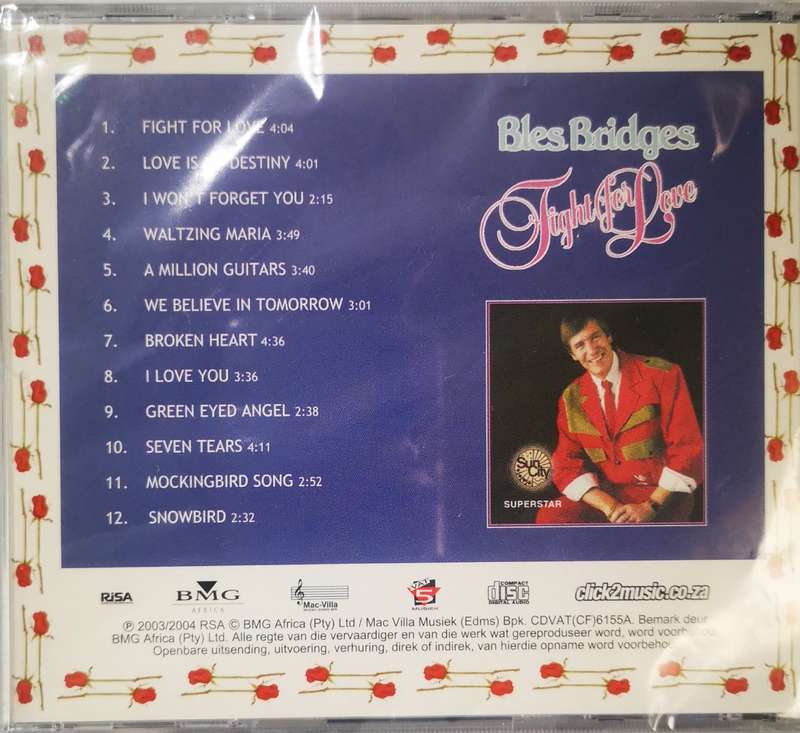 1. FIGHT FOR LOVE 4:04
2. LOVE IS DESTINY 4:01
3. I WON'T FORGET YOU 2:15
4. WALTZING MARIA 3:49
5. A MILLION GUITARS 3:40
6. WE BELIEVE IN TOMORROW 3:01
7. BROKEN HEART 4:36
8. I LOVE YOU 3:36
9. GREEN EYED ANGEL 2:38
10. SEVEN TEARS 4:11
11. MOCKINGBIRD SONG 2:52
12. SNOWBIRD 2:32
Bles Bridges
Fight for Love
Sun City
SUPERSTAR
RiSA
BMG
AFRICA
Mac-Villa
5
MUSIEK
COMPACT
disc
DIGITAL AUDIO
click2music.co.za
℗ 2003/2004 RSA © BMG Africa (Pty) Ltd / Mac Villa Musiek (Edms) Bpk. CDVAT(CF)6155A. Bemark deur
BMG Africa (Pty) Ltd. Alle regte van die vervaardiger en van die werk wat gereproduseer word, word voorbehou.
Openbare uitsending, uitvoering, verhuring, direk of indirek, van hierdie opname word voorbehou.